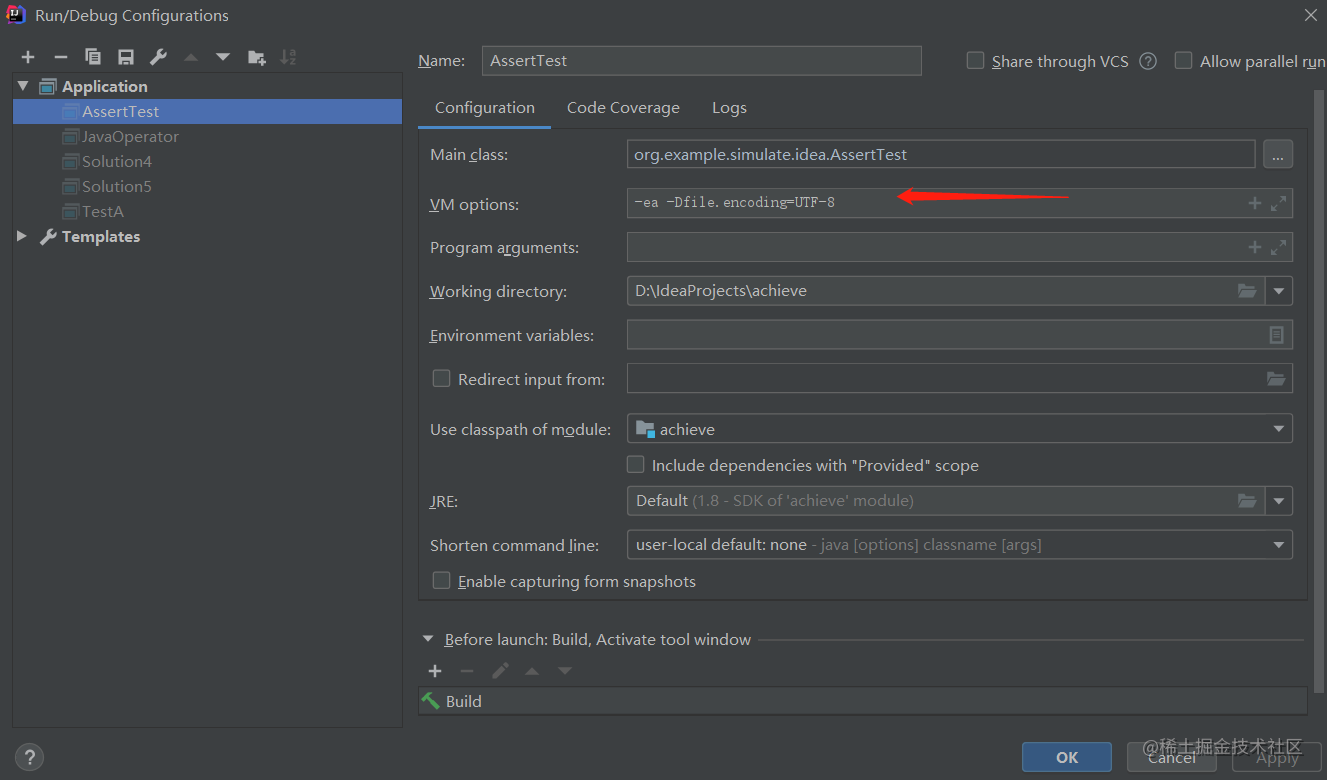 Run/Debug Configurations
Application
AssertTest
JavaOperator
Solution4
Solution5
TestA
Templates
Name: AssertTest
Share through VCS
Allow parallel run
Configuration Code Coverage Logs
Main class: org.example.simulate.idea.AssertTest ...
VM options: -ea -Dfile.encoding=UTF-8
Program arguments:
Working directory: D:\IdeaProjects\achieve
Environment variables:
Redirect input from:
Use classpath of module: achieve
Include dependencies with "Provided" scope
JRE: Default (1.8 - SDK of 'achieve' module)
Shorten command line: user-local default: none - java [options] classname [args]
Enable capturing form snapshots
Before launch: Build, Activate tool window
Build
OK Cancel Apply
@稀土掘金技术社区